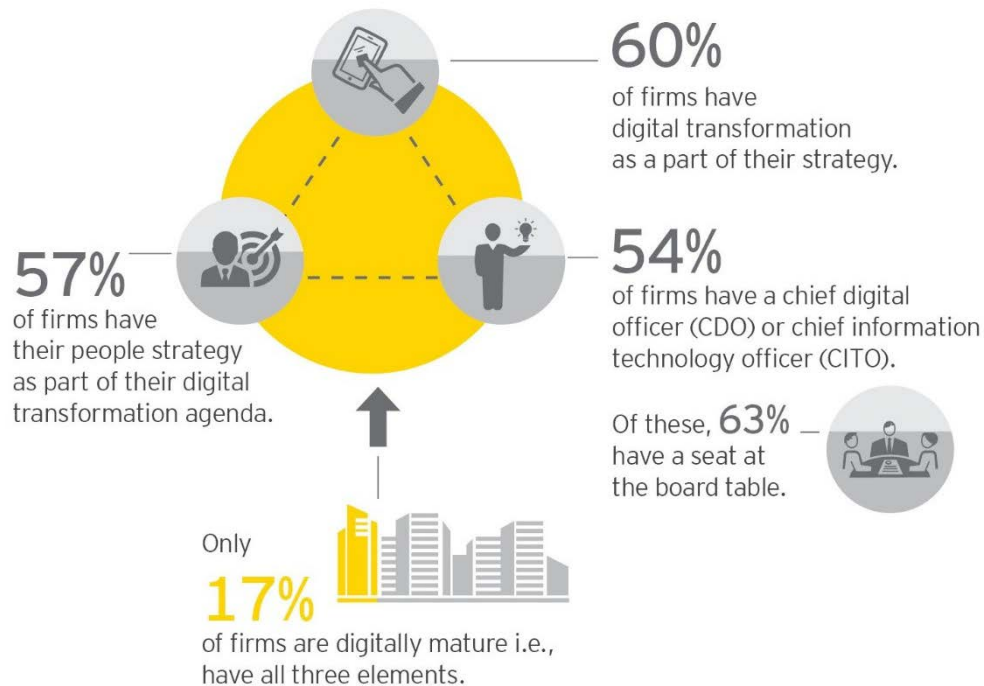 60%
of firms have
digital transformation
as a part of their strategy.
57%
of firms have
their people strategy
as part of their digital
transformation agenda.
54%
of firms have a chief digital
officer (CDO) or chief information
technology officer (CITO).
Of these, 63%
have a seat at
the board table.
Only
17%
of firms are digitally mature i.e.,
have all three elements.